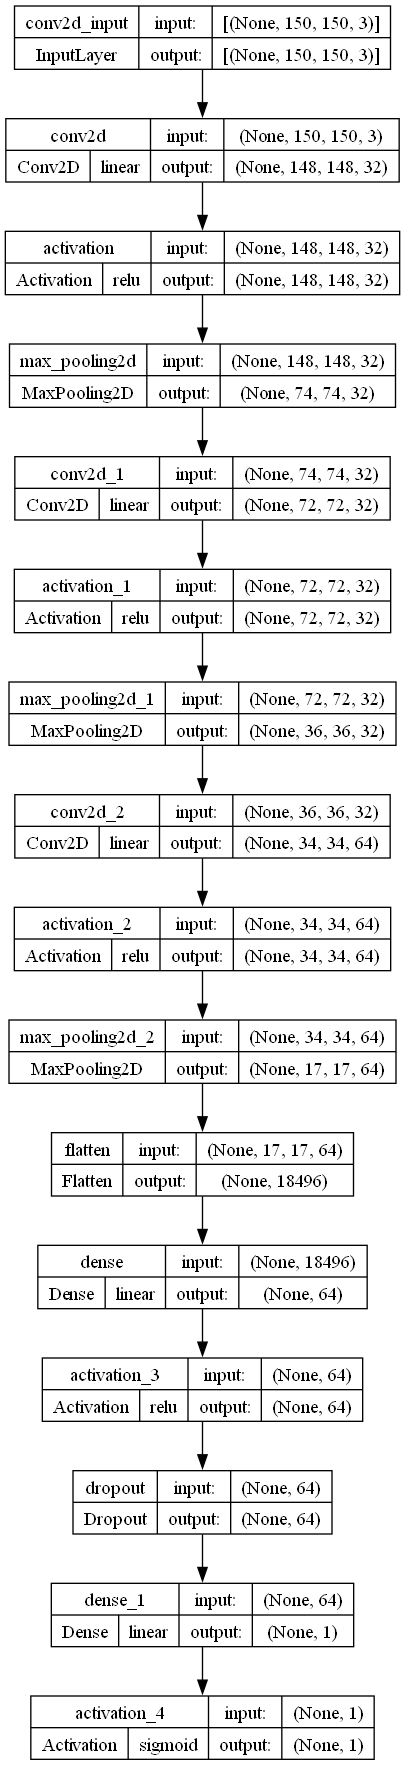 conv2d_input input: [(None, 150, 150, 3)]
InputLayer output: [(None, 150, 150, 3)]
conv2d input: (None, 150, 150, 3)
Conv2D linear output: (None, 148, 148, 32)
activation input: (None, 148, 148, 32)
Activation relu output: (None, 148, 148, 32)
max_pooling2d input: (None, 148, 148, 32)
MaxPooling2D output: (None, 74, 74, 32)
conv2d_1 input: (None, 74, 74, 32)
Conv2D linear output: (None, 72, 72, 32)
activation_1 input: (None, 72, 72, 32)
Activation relu output: (None, 72, 72, 32)
max_pooling2d_1 input: (None, 72, 72, 32)
MaxPooling2D output: (None, 36, 36, 32)
conv2d_2 input: (None, 36, 36, 32)
Conv2D linear output: (None, 34, 34, 64)
activation_2 input: (None, 34, 34, 64)
Activation relu output: (None, 34, 34, 64)
max_pooling2d_2 input: (None, 34, 34, 64)
MaxPooling2D output: (None, 17, 17, 64)
flatten input: (None, 17, 17, 64)
Flatten output: (None, 18496)
dense input: (None, 18496)
Dense linear output: (None, 64)
activation_3 input: (None, 64)
Activation relu output: (None, 64)
dropout input: (None, 64)
Dropout output: (None, 64)
dense_1 input: (None, 64)
Dense linear output: (None, 1)
activation_4 input: (None, 1)
Activation sigmoid output: (None, 1)